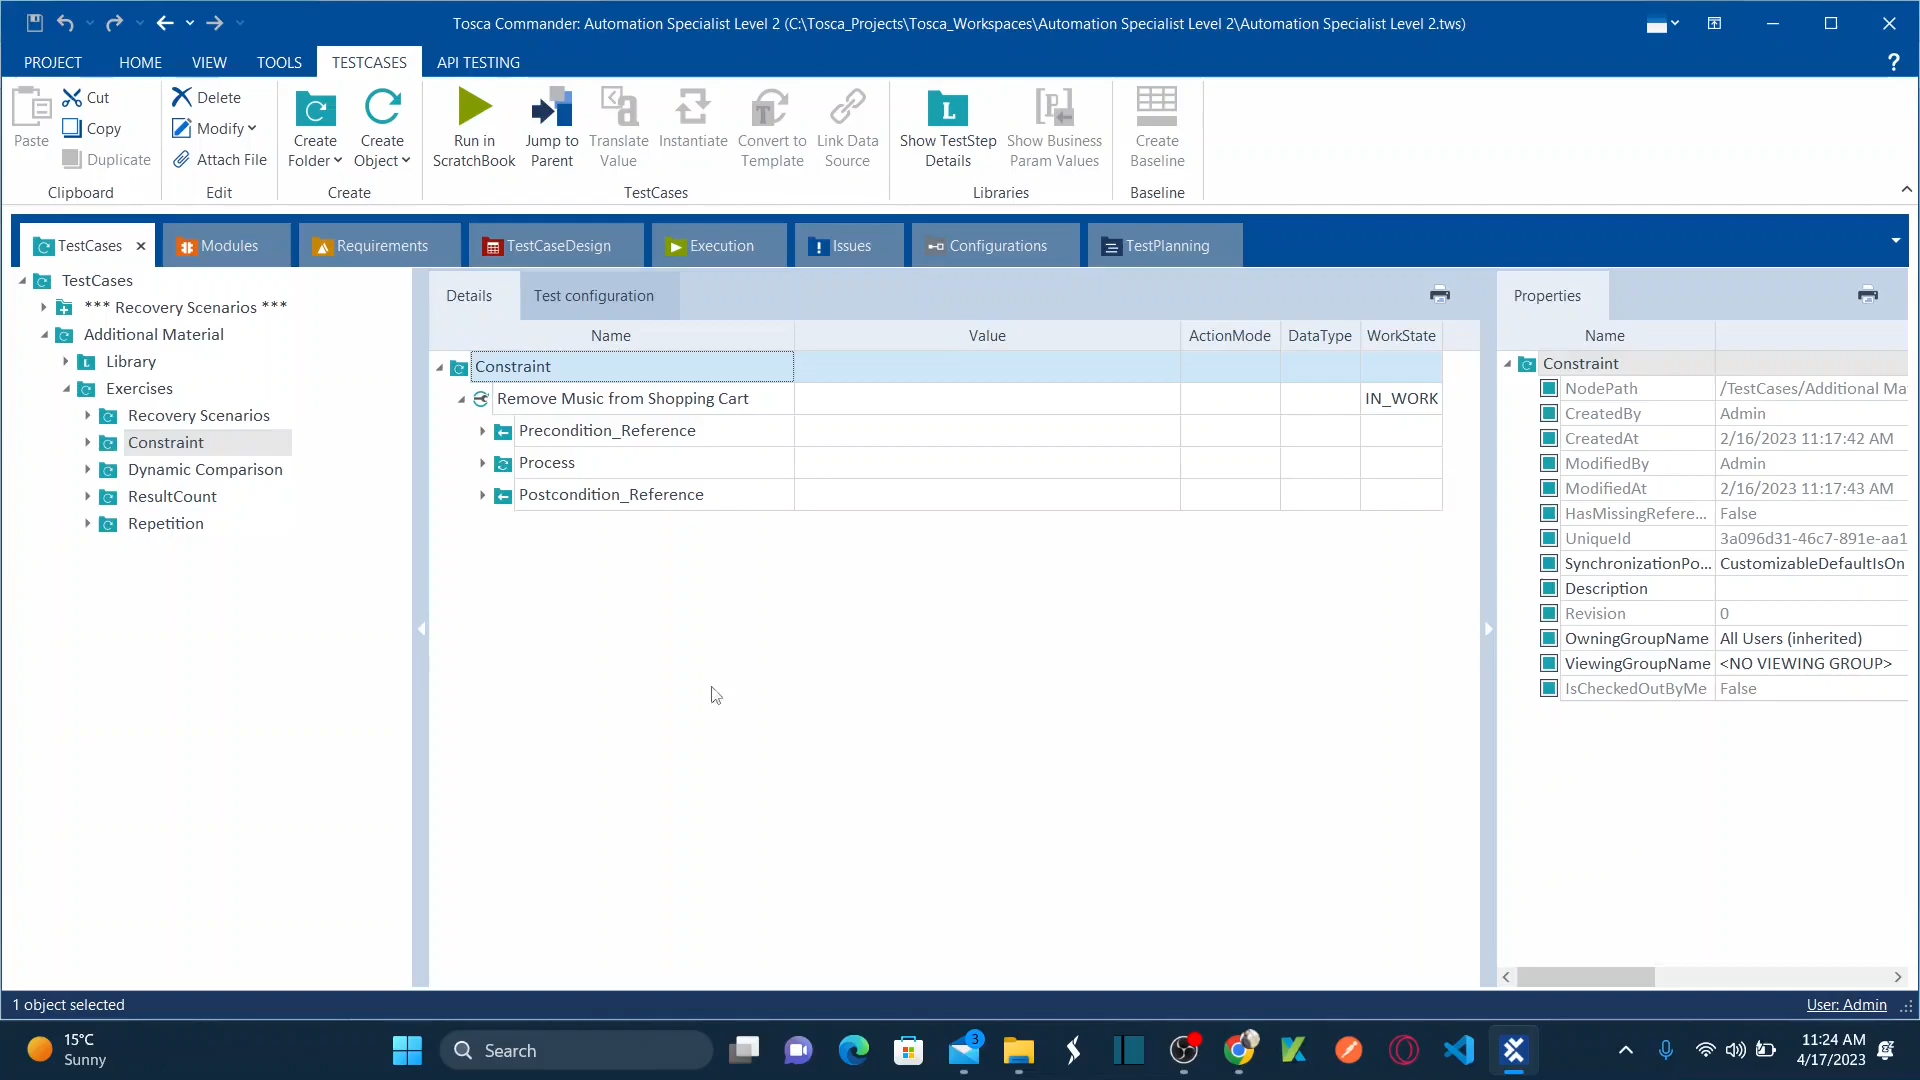 Tosca Commander: Automation Specialist Level 2 (C:\Tosca_Projects\Tosca_Workspaces\Automation Specialist Level 2\Automation Specialist Level 2.tws)
PROJECT HOME VIEW TOOLS TESTCASES API TESTING ?
Paste Cut Copy Duplicate
Clipboard
Delete Modify Attach File
Edit
Create Folder Create Object
Create
Run in ScratchBook Jump to Parent Translate Value Instantiate Convert to Template Link Data Source
TestCases
Show TestStep Details Show Business Param Values
Libraries
Create Baseline
Baseline
TestCases Modules Requirements TestCaseDesign Execution Issues Configurations TestPlanning
TestCases
*** Recovery Scenarios ***
Additional Material
Library
Exercises
Recovery Scenarios
Constraint
Dynamic Comparison
ResultCount
Repetition
Details Test configuration
Name Value ActionMode DataType WorkState
Constraint
Remove Music from Shopping Cart IN_WORK
Precondition_Reference
Process
Postcondition_Reference
Properties
Name
Constraint
NodePath /TestCases/Additional Ma
CreatedBy Admin
CreatedAt 2/16/2023 11:17:42 AM
ModifiedBy Admin
ModifiedAt 2/16/2023 11:17:43 AM
HasMissingRefere... False
UniqueId 3a096d31-46c7-891e-aa1
SynchronizationPo... CustomizableDefaultIsOn
Description
Revision 0
OwningGroupName All Users (inherited)
ViewingGroupName <NO VIEWING GROUP>
IsCheckedOutByMe False
1 object selected User: Admin
15°C
Sunny
Search
3
11:24 AM
4/17/2023